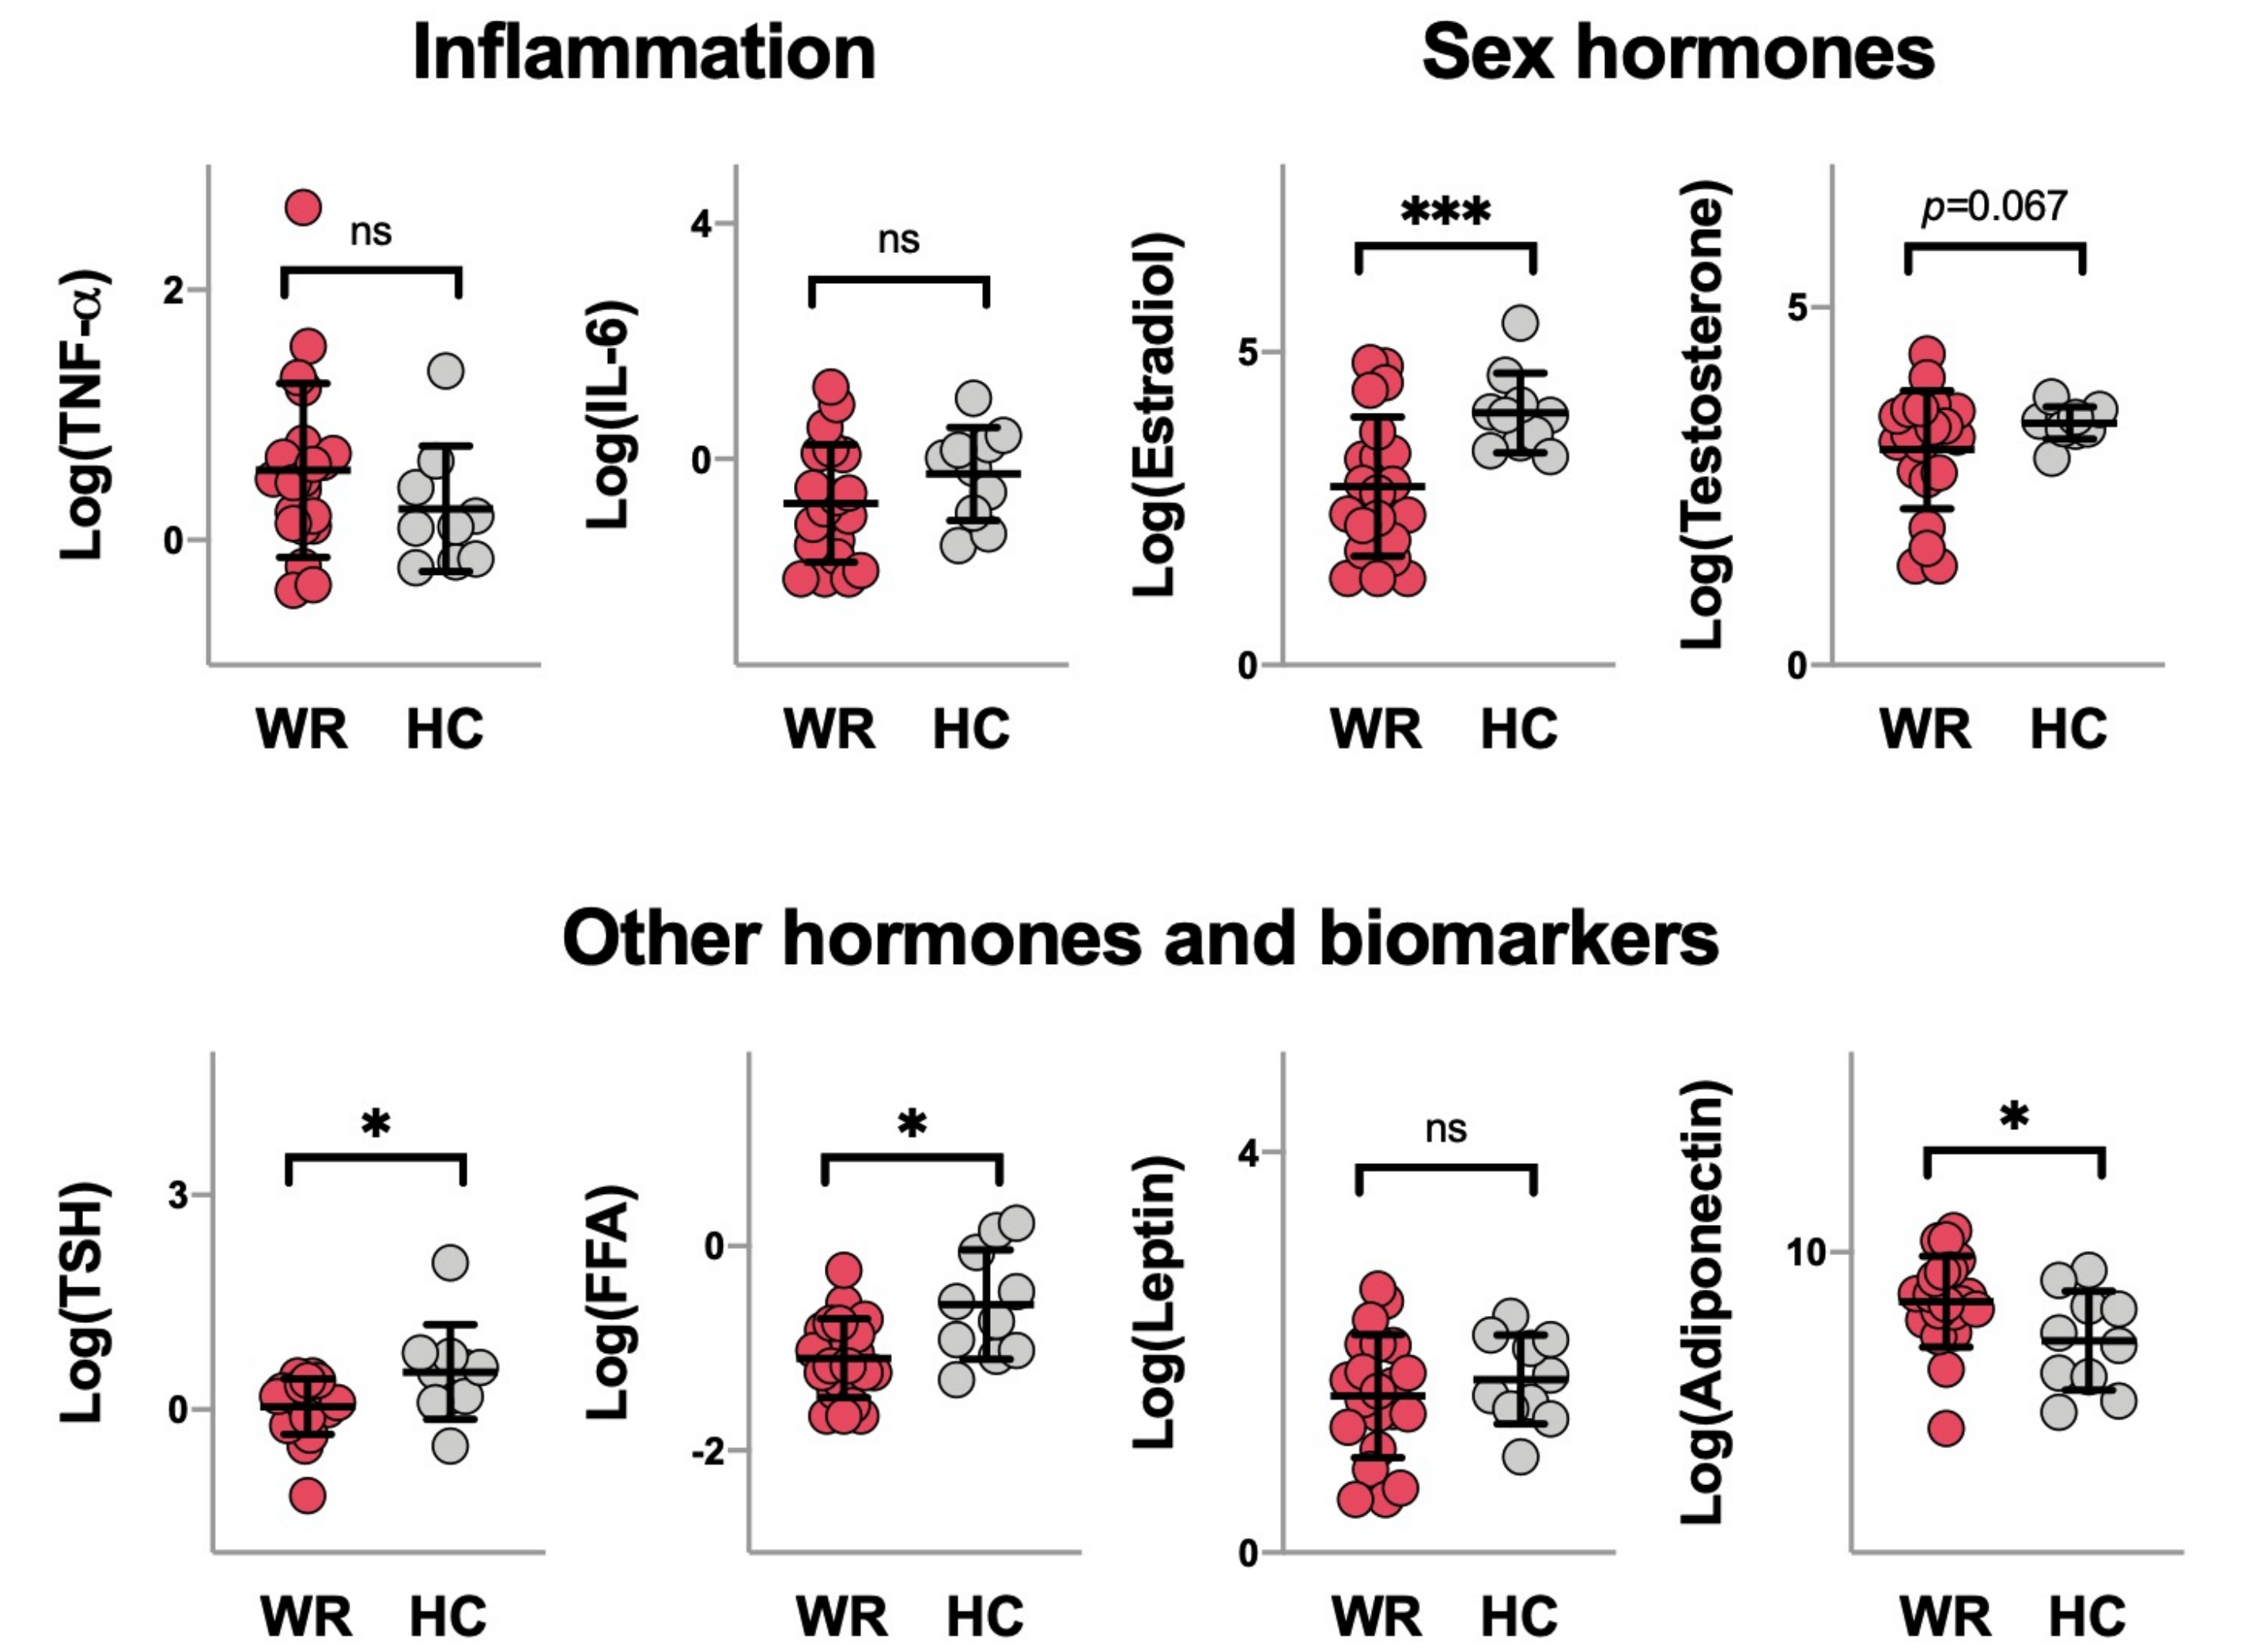 Inflammation
Sex hormones
Log(TNF-α)
2
0
ns
WR HC
Log(IL-6)
4
0
ns
WR HC
Log(Estradiol)
5
0
***
WR HC
Log(Testosterone)
5
0
p=0.067
WR HC
Other hormones and biomarkers
Log(TSH)
3
0
*
WR HC
Log(FFA)
0
-2
*
WR HC
Log(Leptin)
4
0
ns
WR HC
Log(Adiponectin)
10
*
WR HC